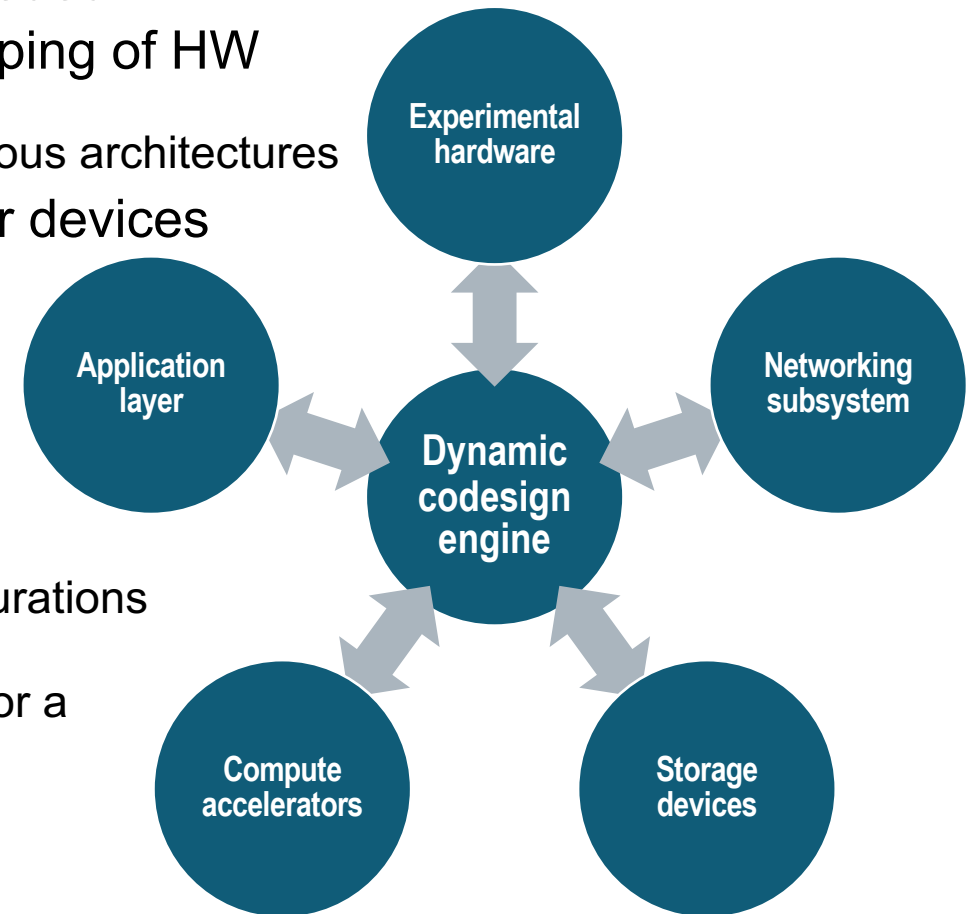 ping of HW
ous architectures
r devices
urations
or a
Experimental
hardware
Application
layer
Networking
subsystem
Dynamic
codesign
engine
Compute
accelerators
Storage
devices